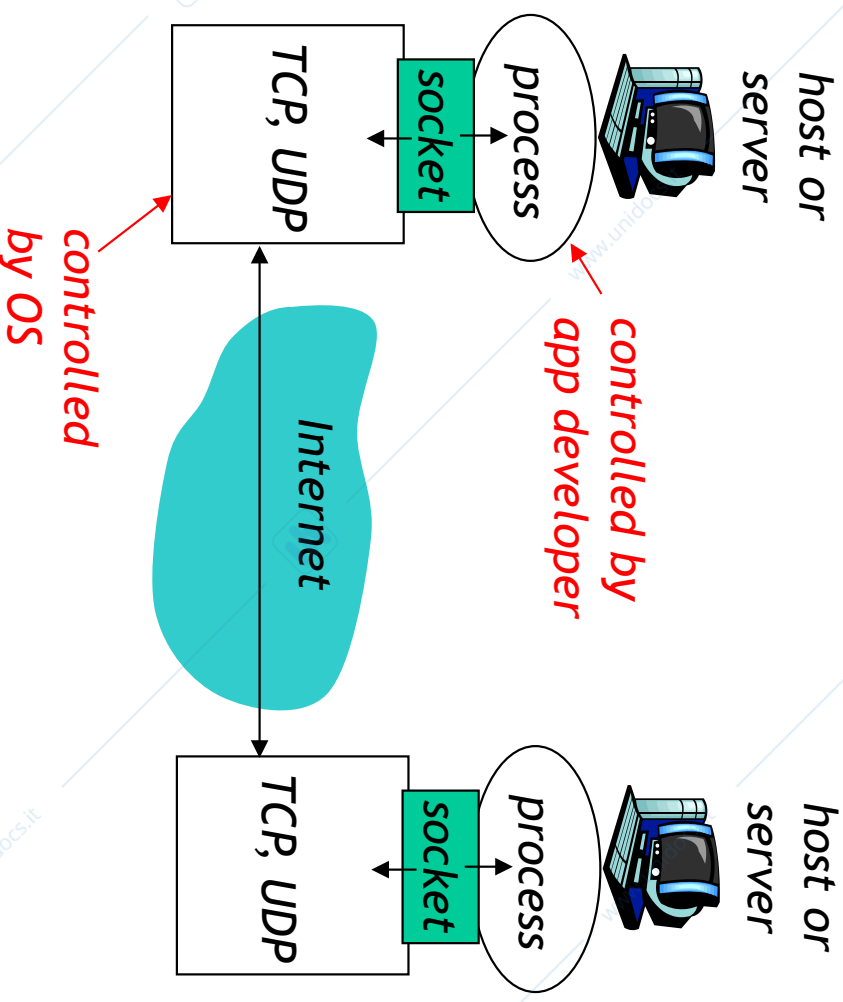 host or
server
host or
server
controlled by
app developer
process
process
socket
socket
TCP, UDP
TCP, UDP
Internet
controlled
by OS